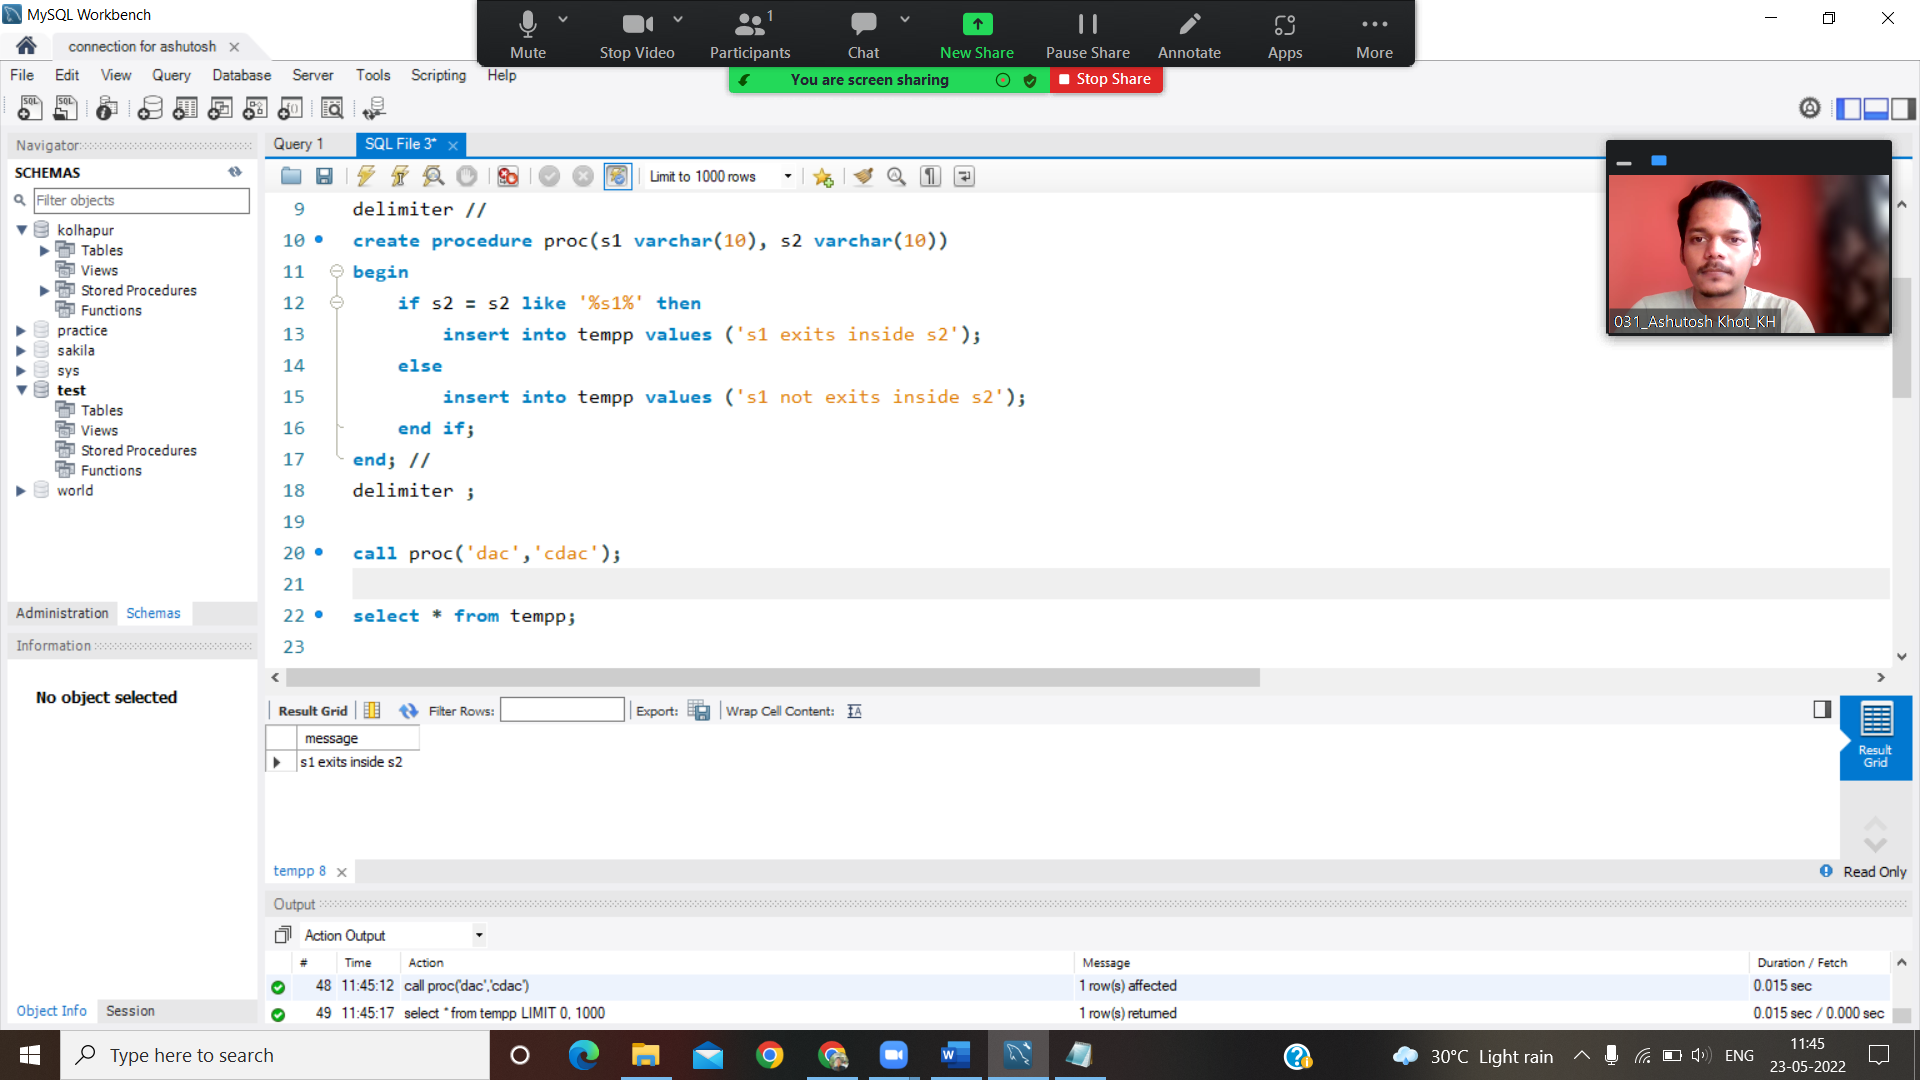 MySQL Workbench
connection for ashutosh
Mute
Stop Video
Participants
1
Chat
New Share
Pause Share
Annotate
Apps
More
You are screen sharing
Stop Share
File Edit View Query Database Server Tools Scripting Help
Navigator
SCHEMAS
Filter objects
kolhapur
Tables
Views
Stored Procedures
Functions
practice
sakila
sys
test
Tables
Views
Stored Procedures
Functions
world
Administration Schemas
Information
No object selected
Object Info Session
Query 1 SQL File 3*
Limit to 1000 rows
9 delimiter //
10 create procedure proc(s1 varchar(10), s2 varchar(10))
11 begin
12 if s2 = s2 like '%s1%' then
13 insert into tempp values ('s1 exits inside s2');
14 else
15 insert into tempp values ('s1 not exits inside s2');
16 end if;
17 end; //
18 delimiter ;
19
20 call proc('dac','cdac');
21
22 select * from tempp;
23
031_Ashutosh Khot_KH
Result Grid Filter Rows: Export: Wrap Cell Content:
message
s1 exits inside s2
Result
Grid
tempp 8
Read Only
Output
Action Output
# Time Action Message Duration / Fetch
48 11:45:12 call proc('dac','cdac') 1 row(s) affected 0.015 sec
49 11:45:17 select * from tempp LIMIT 0, 1000 1 row(s) returned 0.015 sec / 0.000 sec
Type here to search
30°C Light rain
ENG
11:45
23-05-2022